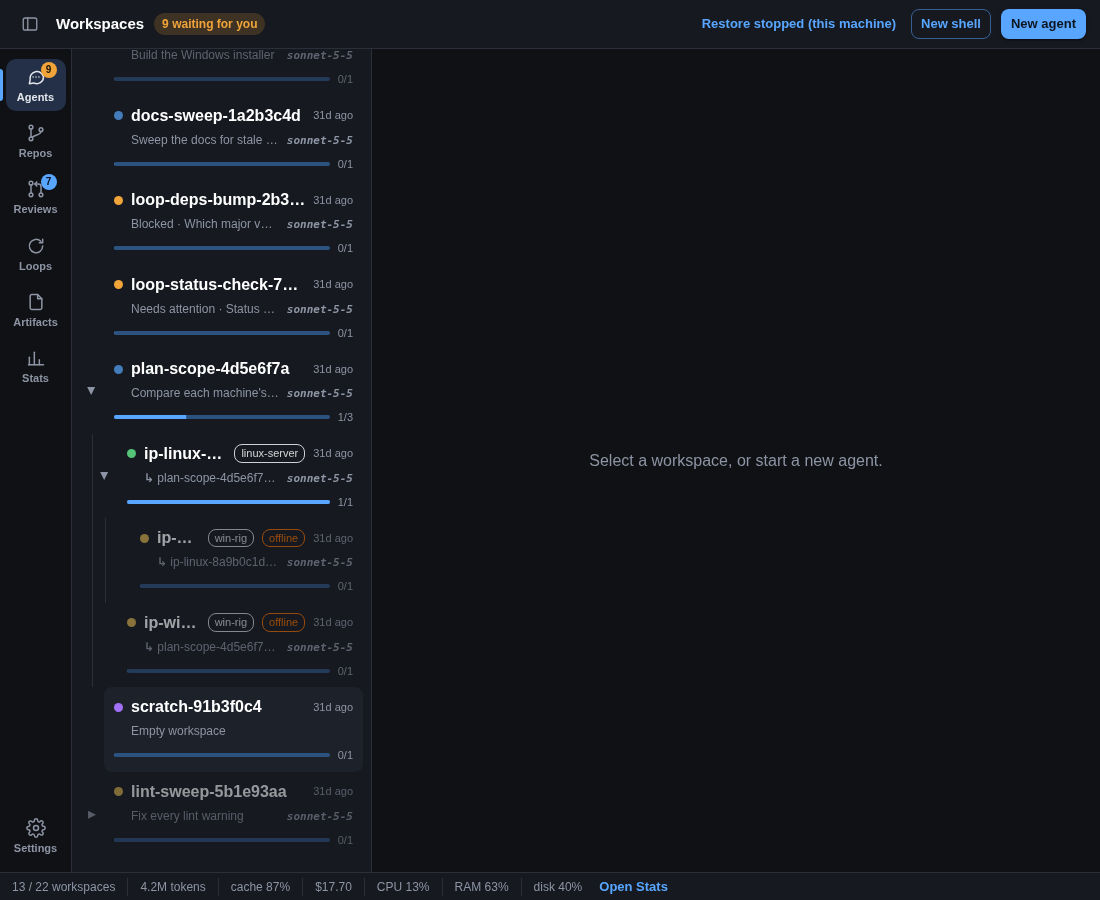 Workspaces 9 waiting for you Restore stopped (this machine) New shell New agent
9
Agents
Repos
7
Reviews
Loops
Artifacts
Stats
Settings
Build the Windows installer sonnet-5-5
0/1
docs-sweep-1a2b3c4d 31d ago
Sweep the docs for stale … sonnet-5-5
0/1
loop-deps-bump-2b3… 31d ago
Blocked · Which major v… sonnet-5-5
0/1
loop-status-check-7… 31d ago
Needs attention · Status … sonnet-5-5
0/1
plan-scope-4d5e6f7a 31d ago
Compare each machine's… sonnet-5-5
1/3
ip-linux-… linux-server 31d ago
↳ plan-scope-4d5e6f7… sonnet-5-5
1/1
ip-… win-rig offline 31d ago
↳ ip-linux-8a9b0c1d… sonnet-5-5
0/1
ip-wi… win-rig offline 31d ago
↳ plan-scope-4d5e6f7… sonnet-5-5
0/1
scratch-91b3f0c4 31d ago
Empty workspace
0/1
lint-sweep-5b1e93aa 31d ago
Fix every lint warning sonnet-5-5
0/1
Select a workspace, or start a new agent.
13 / 22 workspaces 4.2M tokens cache 87% $17.70 CPU 13% RAM 63% disk 40% Open Stats